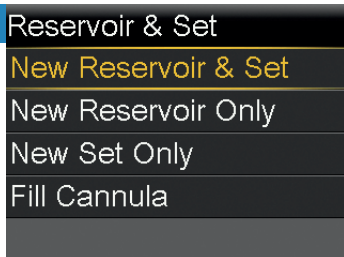 Reservoir & Set
New Reservoir & Set
New Reservoir Only
New Set Only
Fill Cannula